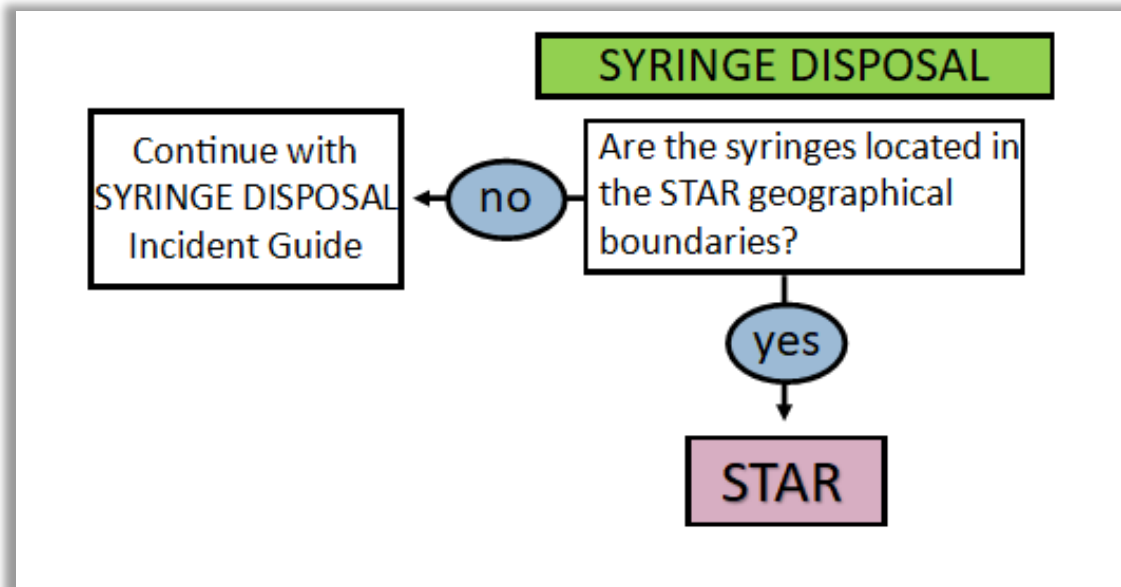 SYRINGE DISPOSAL
Are the syringes located in
the STAR geographical
boundaries?
no
Continue with
SYRINGE DISPOSAL
Incident Guide
yes
STAR